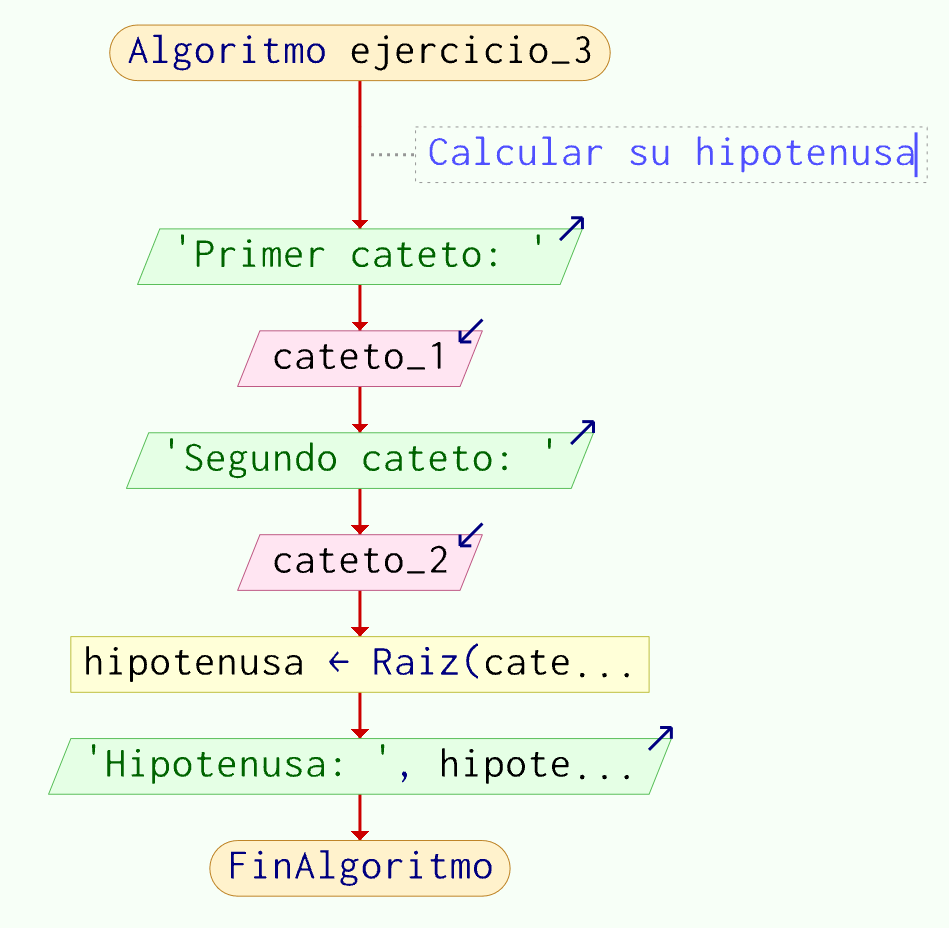 Algoritmo ejercicio_3
Calcular su hipotenusa
'Primer cateto: '
cateto_1
'Segundo cateto: '
cateto_2
hipotenusa ← Raiz(cate...
'Hipotenusa: ', hipote...
FinAlgoritmo